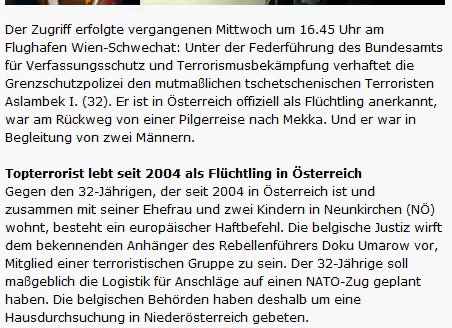 Der Zugriff erfolgte vergangenen Mittwoch um 16.45 Uhr am
Flughafen Wien-Schwechat: Unter der Federführung des Bundesamts
für Verfassungsschutz und Terrorismusbekämpfung verhaftete die
Grenzschutzpolizei den mutmaßlichen tschetschenischen Terroristen
Aslambek I. (32). Er ist in Österreich offiziell als Flüchtling anerkannt,
war am Rückweg von einer Pilgerreise nach Mekka. Und er war in
Begleitung von zwei Männern.
Topterrorist lebt seit 2004 als Flüchtling in Österreich
Gegen den 32-Jährigen, der seit 2004 in Österreich ist und
zusammen mit seiner Ehefrau und zwei Kindern in Neunkirchen (NÖ)
wohnt, besteht ein europäischer Haftbefehl. Die belgische Justiz wirft
dem bekennenden Anhänger des Rebellenführers Doku Umarow vor,
Mitglied einer terroristischen Gruppe zu sein. Der 32-Jährige soll
maßgeblich die Logistik für Anschläge auf einen NATO-Zug geplant
haben. Die belgischen Behörden haben deshalb um eine
Hausdurchsuchung in Niederösterreich gebeten.